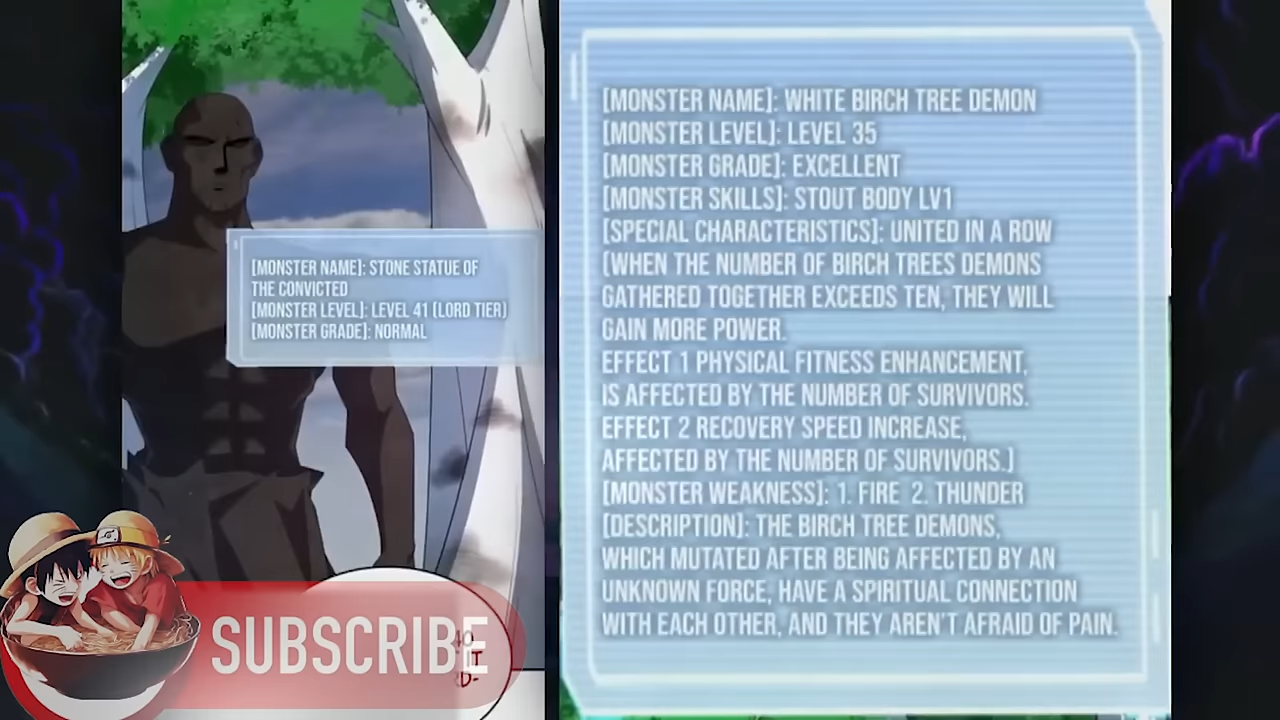 [MONSTER NAME]: STONE STATUE OF
THE CONVICTED
[MONSTER LEVEL]: LEVEL 41 (LORD TIER)
[MONSTER GRADE]: NORMAL
[MONSTER NAME]: WHITE BIRCH TREE DEMON
[MONSTER LEVEL]: LEVEL 35
[MONSTER GRADE]: EXCELLENT
[MONSTER SKILLS]: STOUT BODY LV1
[SPECIAL CHARACTERISTICS]: UNITED IN A ROW
(WHEN THE NUMBER OF BIRCH TREES DEMONS
GATHERED TOGETHER EXCEEDS TEN, THEY WILL
GAIN MORE POWER.
EFFECT 1 PHYSICAL FITNESS ENHANCEMENT,
IS AFFECTED BY THE NUMBER OF SURVIVORS.
EFFECT 2 RECOVERY SPEED INCREASE,
AFFECTED BY THE NUMBER OF SURVIVORS.)
[MONSTER WEAKNESS]: 1. FIRE 2. THUNDER
[DESCRIPTION]: THE BIRCH TREE DEMONS,
WHICH MUTATED AFTER BEING AFFECTED BY AN
UNKNOWN FORCE, HAVE A SPIRITUAL CONNECTION
WITH EACH OTHER, AND THEY AREN'T AFRAID OF PAIN.
SUBSCRIBE